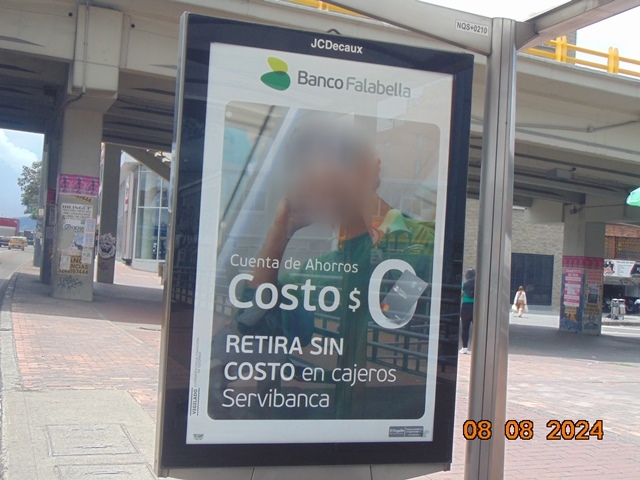 NQS+0210
JCDecaux
Banco Falabella
Cuenta de Ahorros
Costo $0
RETIRA SIN
COSTO en cajeros
Servibanca
VIGILADO
08 08 2024